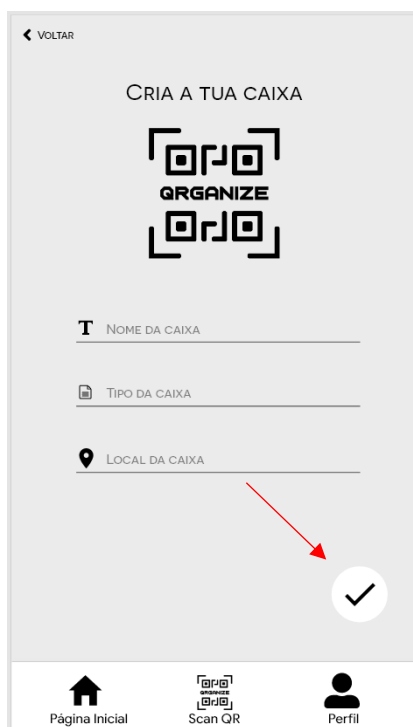 VOLTAR
CRIA A TUA CAIXA
QRGANIZE
T NOME DA CAIXA
TIPO DA CAIXA
LOCAL DA CAIXA
QRGANIZE
Página Inicial Scan QR Perfil